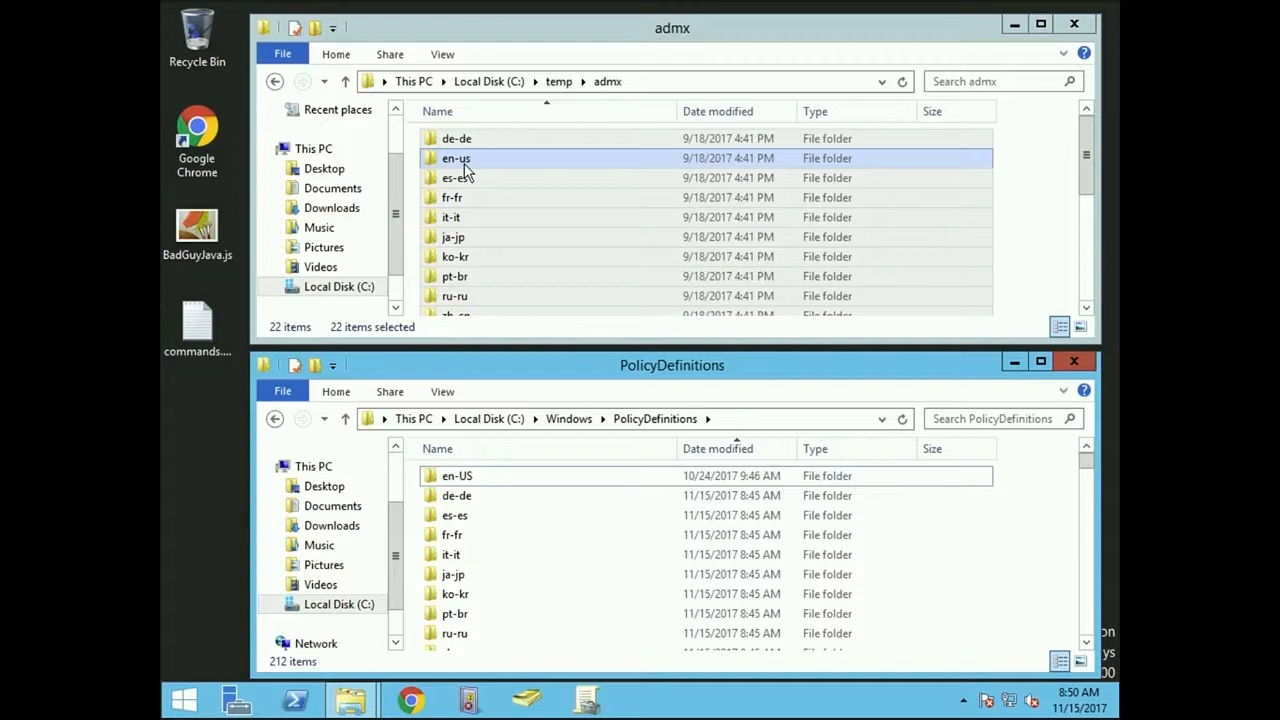 Recycle Bin
Google
Chrome
BadGuyJava.js
commands....
admx
File Home Share View
This PC Local Disk (C:) temp admx
Search admx
Recent places
This PC
Desktop
Documents
Downloads
Music
Pictures
Videos
Local Disk (C:)
Name Date modified Type Size
de-de 9/18/2017 4:41 PM File folder
en-us 9/18/2017 4:41 PM File folder
es-es 9/18/2017 4:41 PM File folder
fr-fr 9/18/2017 4:41 PM File folder
it-it 9/18/2017 4:41 PM File folder
ja-jp 9/18/2017 4:41 PM File folder
ko-kr 9/18/2017 4:41 PM File folder
pt-br 9/18/2017 4:41 PM File folder
ru-ru 9/18/2017 4:41 PM File folder
22 items 22 items selected
PolicyDefinitions
File Home Share View
This PC Local Disk (C:) Windows PolicyDefinitions
Search PolicyDefinitions
This PC
Desktop
Documents
Downloads
Music
Pictures
Videos
Local Disk (C:)
Network
Name Date modified Type Size
en-US 10/24/2017 9:46 AM File folder
de-de 11/15/2017 8:45 AM File folder
es-es 11/15/2017 8:45 AM File folder
fr-fr 11/15/2017 8:45 AM File folder
it-it 11/15/2017 8:45 AM File folder
ja-jp 11/15/2017 8:45 AM File folder
ko-kr 11/15/2017 8:45 AM File folder
pt-br 11/15/2017 8:45 AM File folder
ru-ru 11/15/2017 8:45 AM File folder
212 items
8:50 AM
11/15/2017